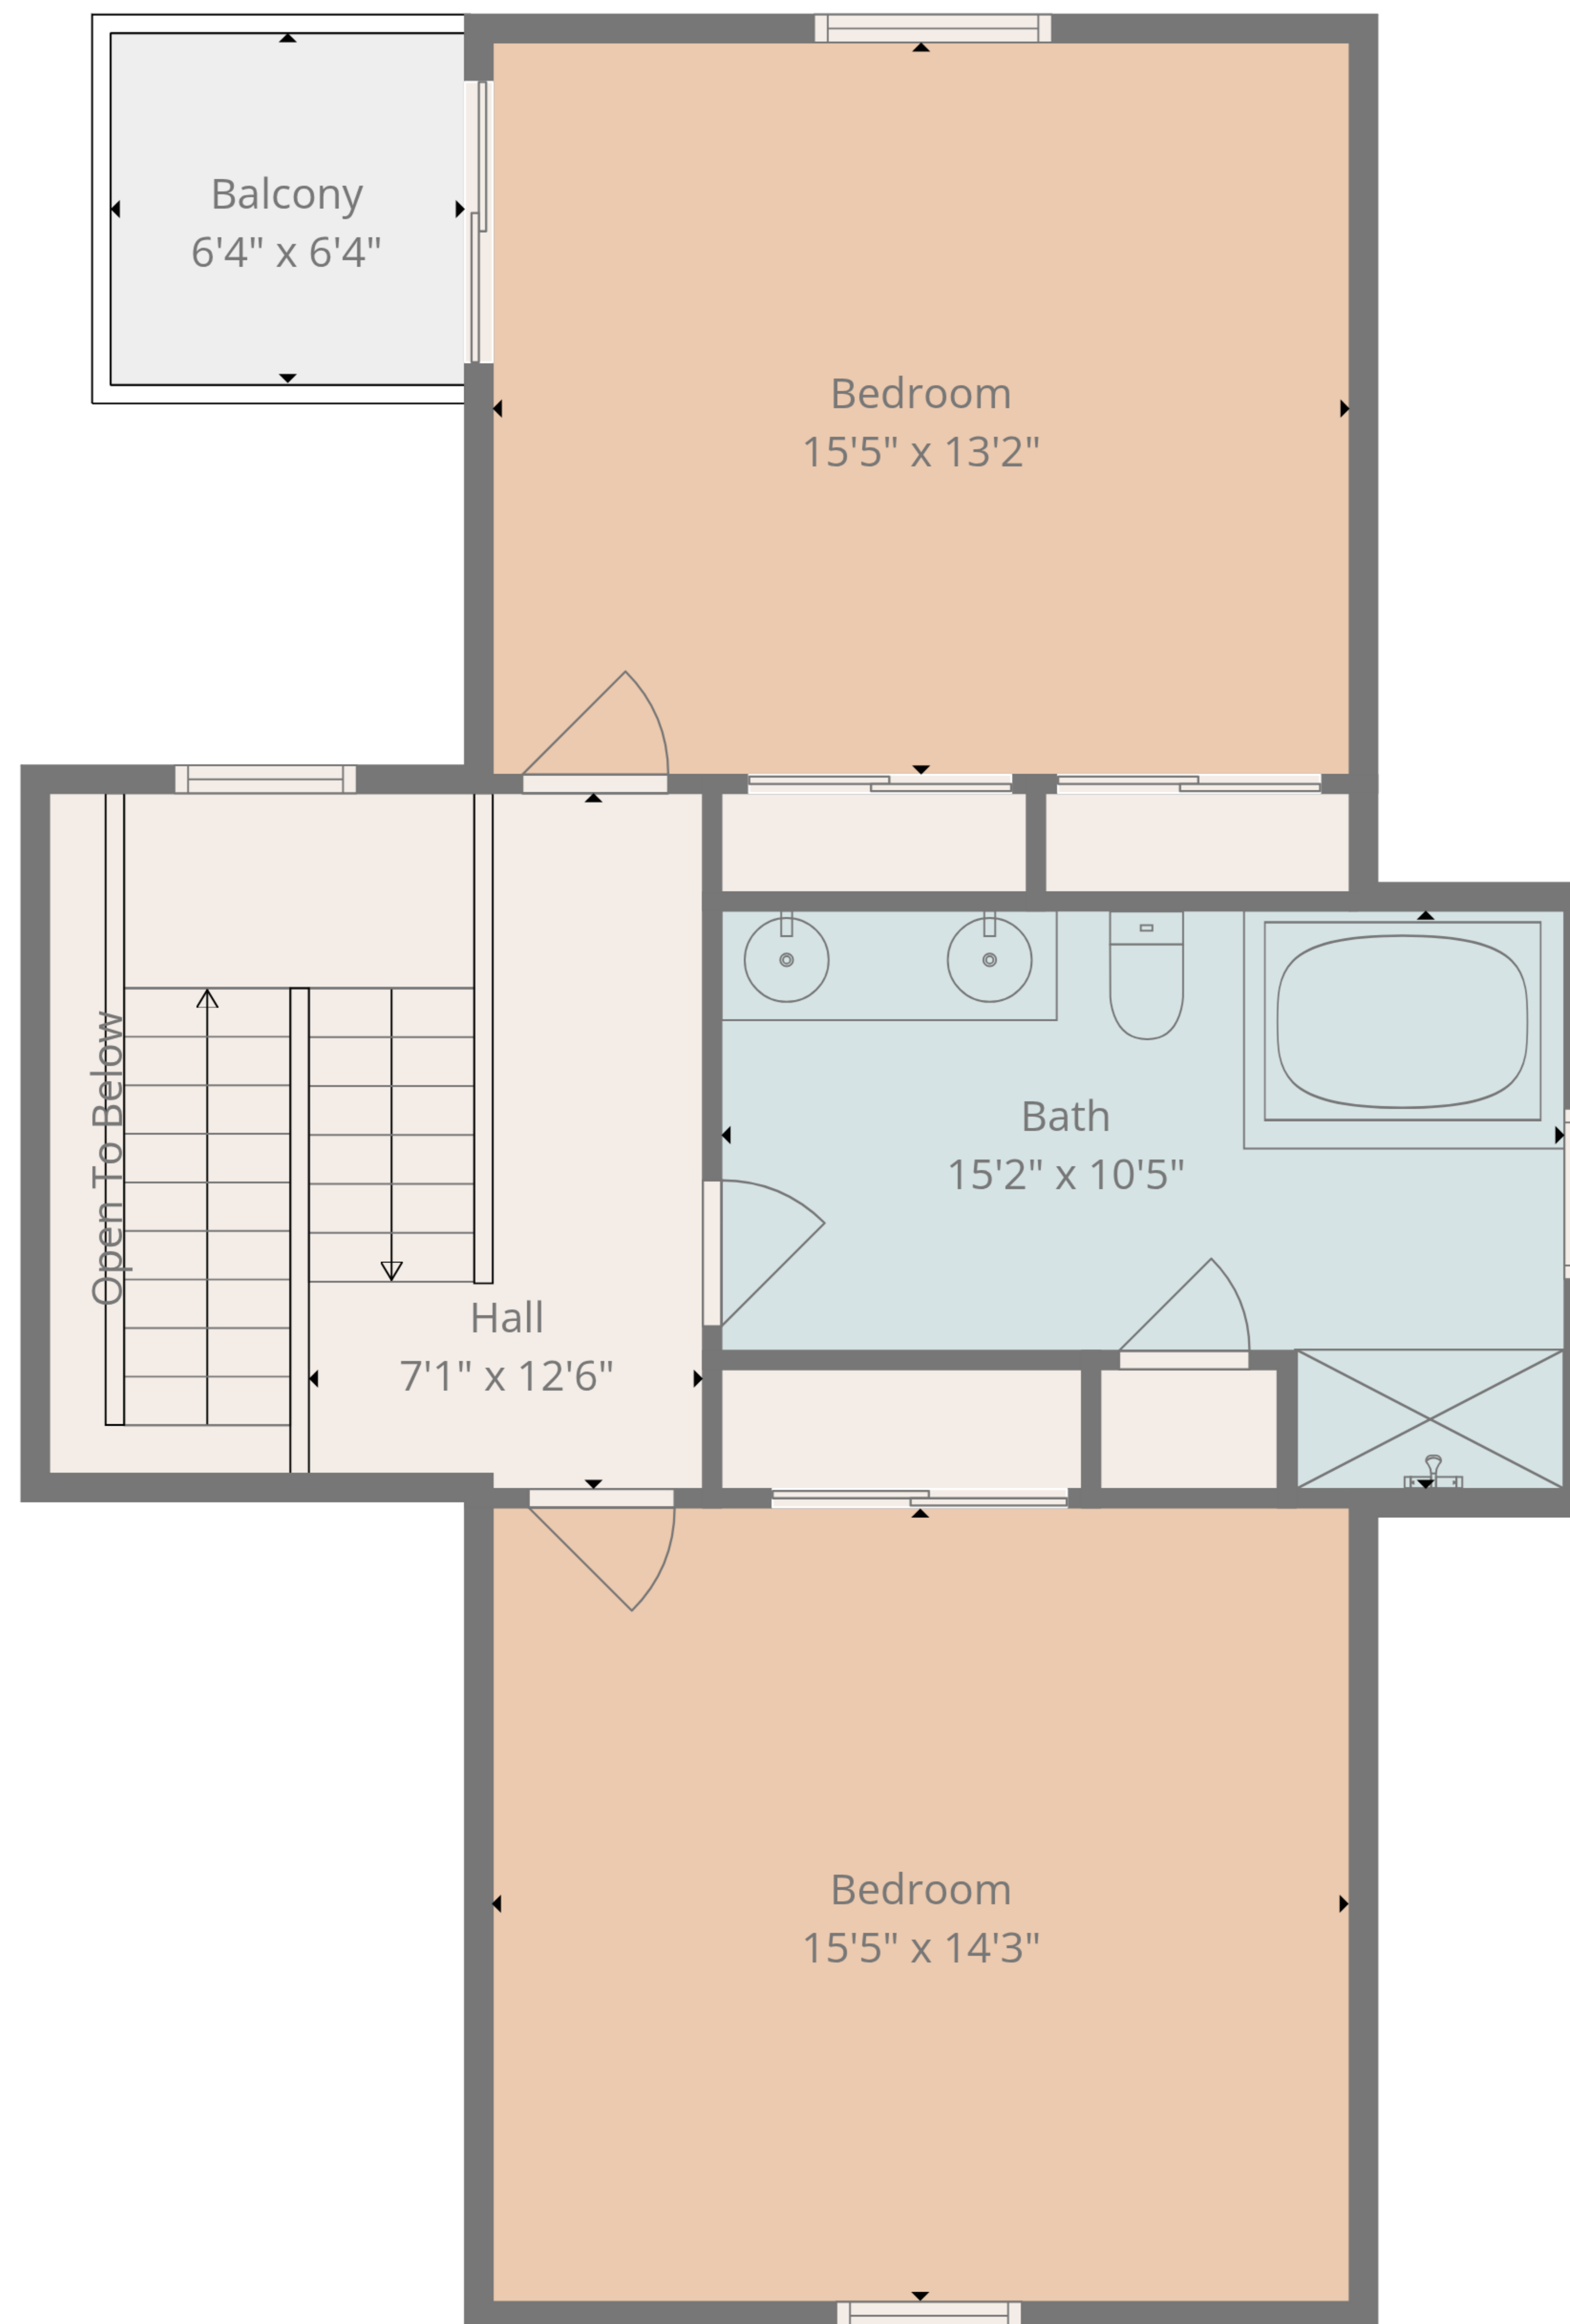 Balcony
6'4" x 6'4"
Bedroom
15'5" x 13'2"
Open To Below
Bath
15'2" x 10'5"
Hall
7'1" x 12'6"
Bedroom
15'5" x 14'3"